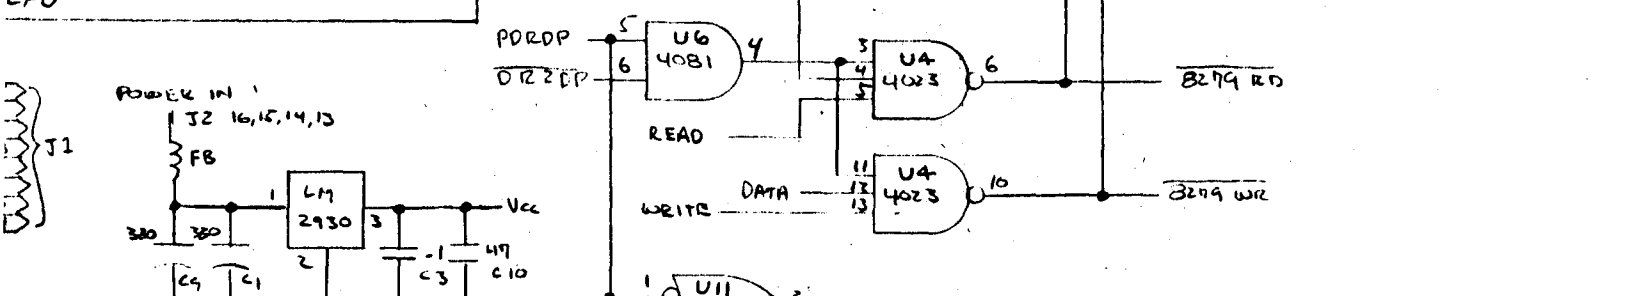 PDRDP 5
6
U6
4081
4
3
4
5
U4
4023
6
8279 RD
READ
11
12
13
U4
4023
10
8279 WR
DATA
WRITE
POWER IN
J2 16,15,14,13
FB
J1
1
LM
2930
3
2
Vcc
330
330
C9
C1
.1
C3
47
C10
1
U11